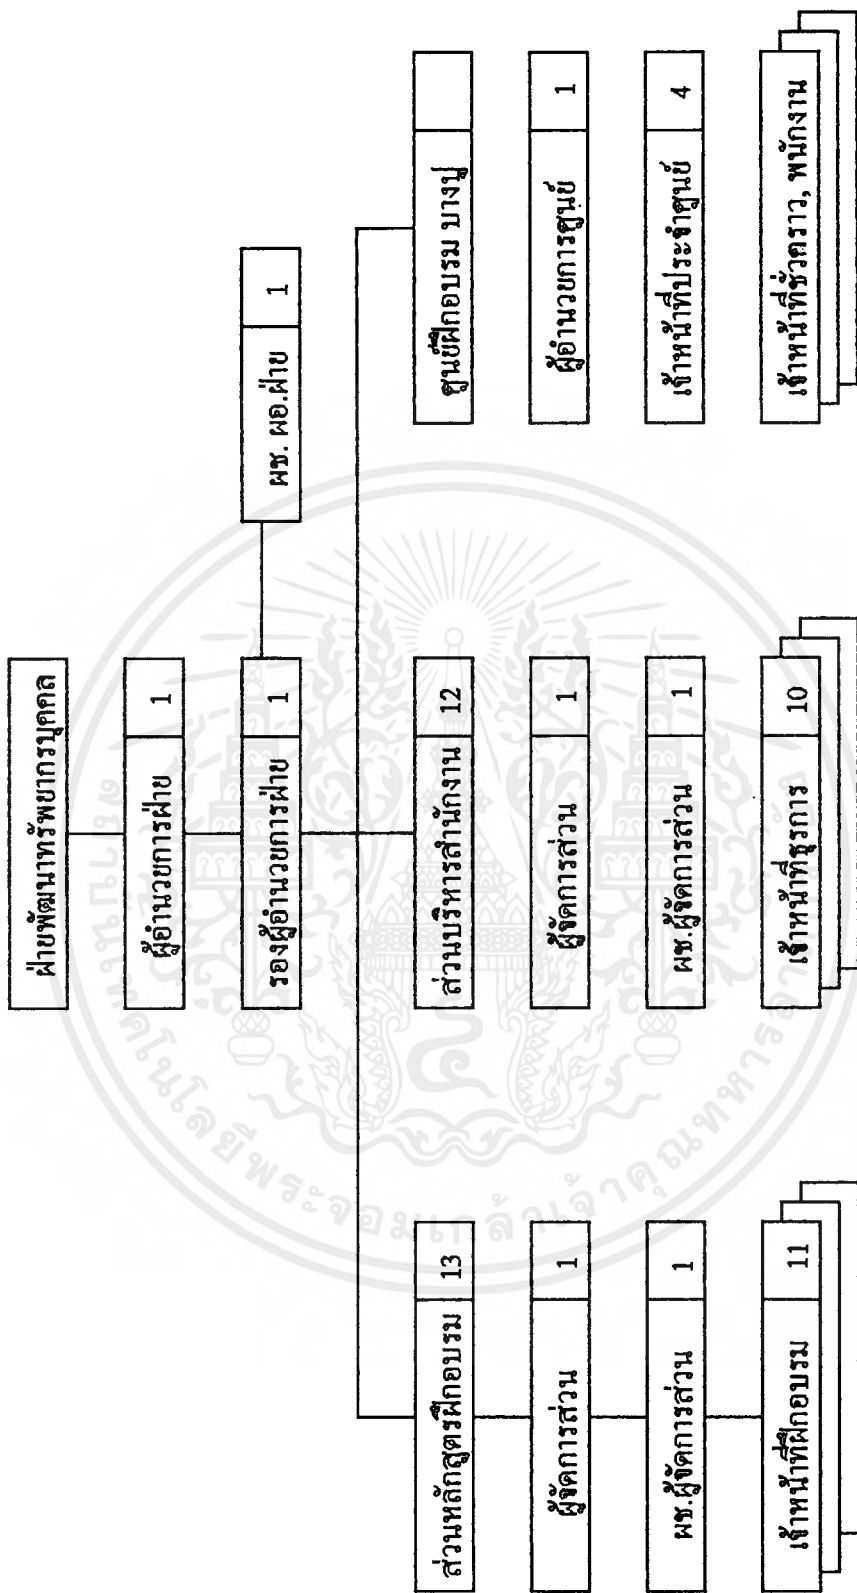 ฝ่ายพัฒนาทรัพยากรบุคคล
ผู้อำนวยการฝ่าย 1
รองผู้อำนวยการฝ่าย 1
ผช. ผอ.ฝ่าย 1
ส่วนหลักสูตรฝึกอบรม 13
ผู้จัดการส่วน 1
ผช.ผู้จัดการส่วน 1
เจ้าหน้าที่ฝึกอบรม 11
ส่วนบริหารสำนักงาน 12
ผู้จัดการส่วน 1
ผช.ผู้จัดการส่วน 1
เจ้าหน้าที่ธุรการ 10
ศูนย์ฝึกอบรม บางปู
ผู้อำนวยการศูนย์ 1
เจ้าหน้าที่ประจำศูนย์ 4
เจ้าหน้าที่ชั่วคราว, พนักงาน